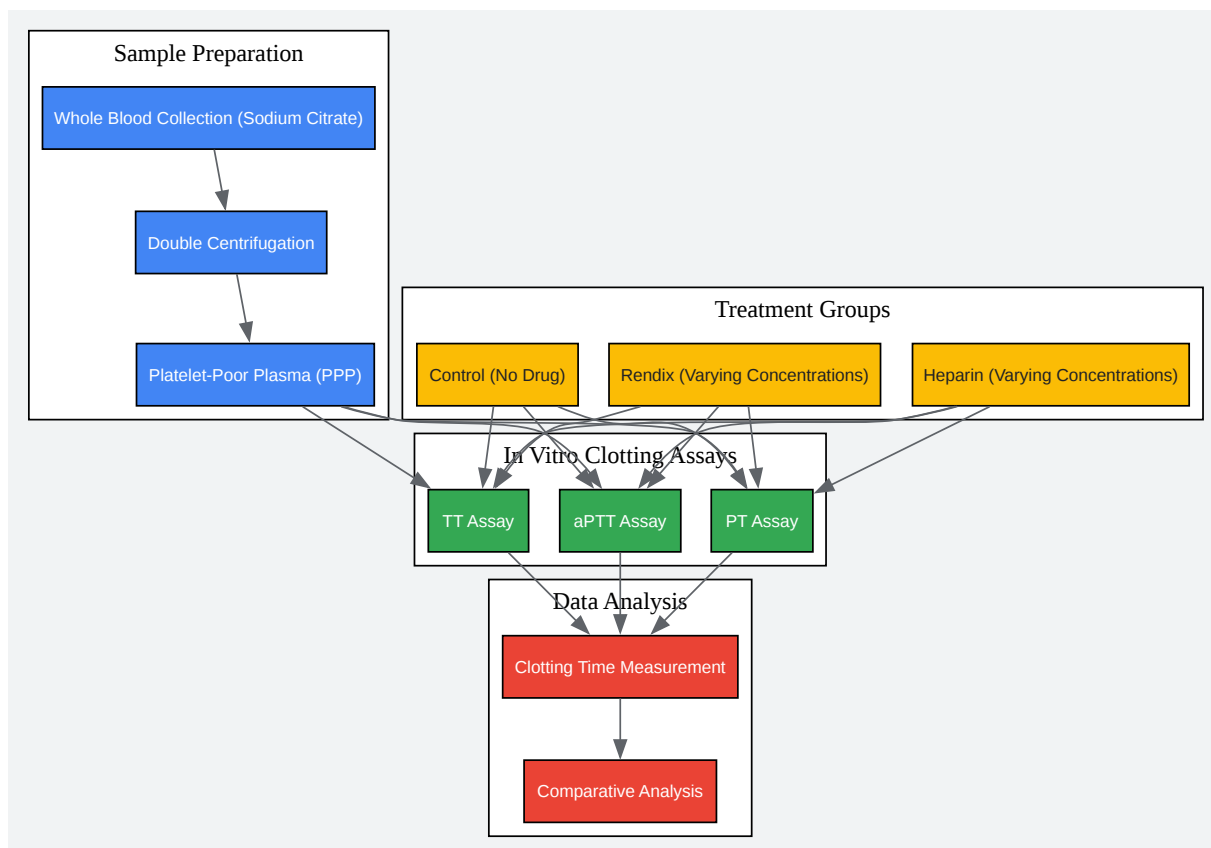 Sample Preparation
Whole Blood Collection (Sodium Citrate)
Double Centrifugation
Platelet-Poor Plasma (PPP)
Treatment Groups
Control (No Drug)
Rendix (Varying Concentrations)
Heparin (Varying Concentrations)
In Vitro Clotting Assays
TT Assay
aPTT Assay
PT Assay
Data Analysis
Clotting Time Measurement
Comparative Analysis